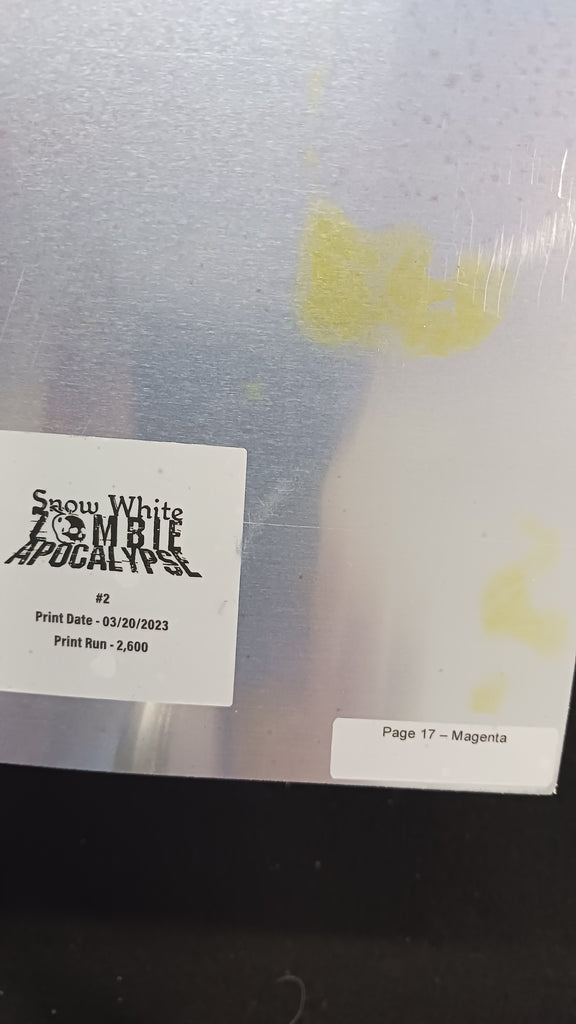 Snow White
ZOMBIE
APOCALYPSE
#2
Print Date - 03/20/2023
Print Run - 2,600
Page 17 – Magenta